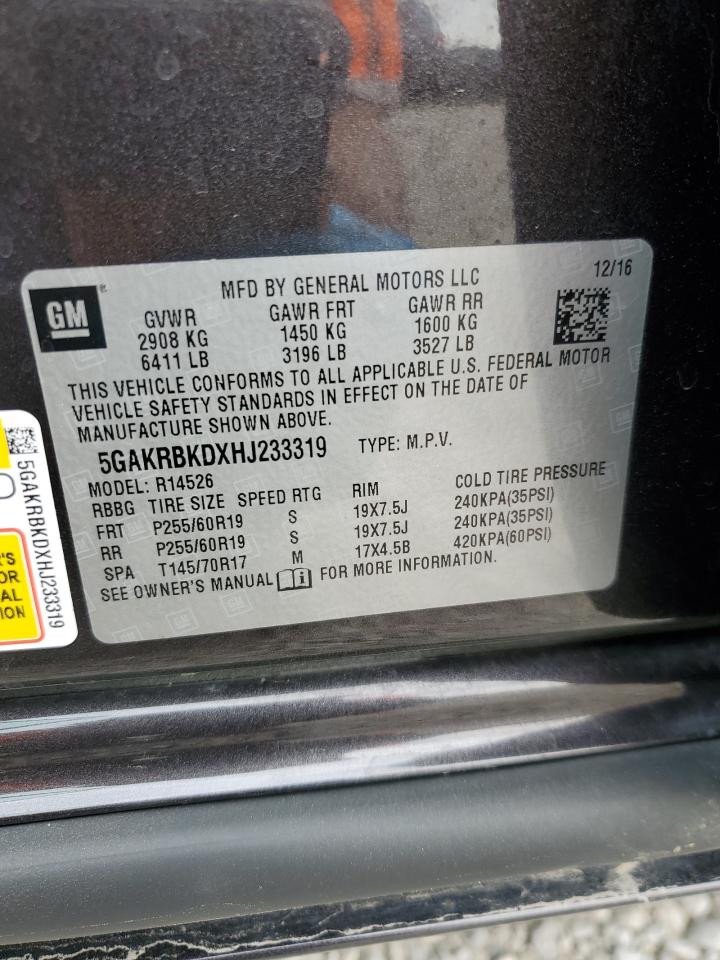 GM ®
MFD BY GENERAL MOTORS LLC
12/16
GVWR GAWR FRT GAWR RR
2908 KG 1450 KG 1600 KG
6411 LB 3196 LB 3527 LB
THIS VEHICLE CONFORMS TO ALL APPLICABLE U.S. FEDERAL MOTOR
VEHICLE SAFETY STANDARDS IN EFFECT ON THE DATE OF
MANUFACTURE SHOWN ABOVE.
5GAKRBKDXHJ233319 TYPE: M.P.V.
MODEL: R14526
RBBG TIRE SIZE SPEED RTG RIM COLD TIRE PRESSURE
FRT P255/60R19 S 19X7.5J 240KPA(35PSI)
RR P255/60R19 S 19X7.5J 240KPA(35PSI)
SPA T145/70R17 M 17X4.5B 420KPA(60PSI)
SEE OWNER'S MANUAL i FOR MORE INFORMATION.
5GAKRBKDXHJ233319
'S
OR
AL
ION